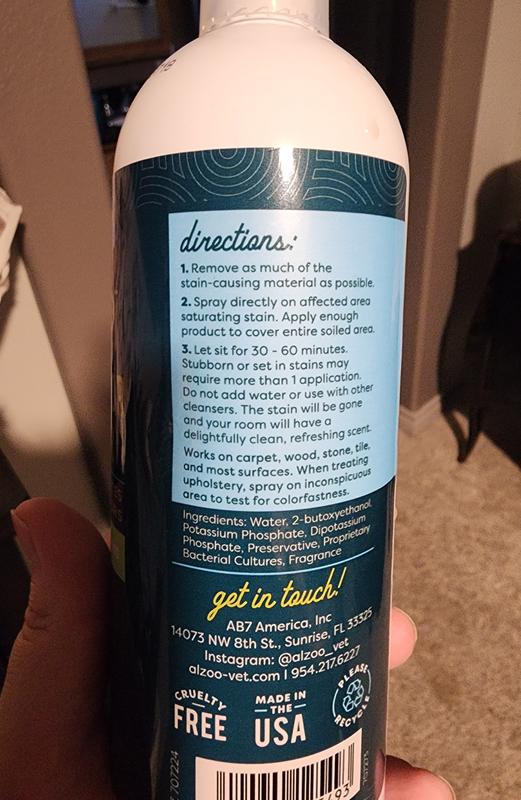 directions:
1. Remove as much of the
stain-causing material as possible.
2. Spray directly on affected area
saturating stain. Apply enough
product to cover entire soiled area.
3. Let sit for 30 - 60 minutes.
Stubborn or set in stains may
require more than 1 application.
Do not add water or use with other
cleansers. The stain will be gone
and your room will have a
delightfully clean, refreshing scent.
Works on carpet, wood, stone, tile,
and most surfaces. When treating
upholstery, spray on inconspicuous
area to test for colorfastness.
Ingredients: Water, 2-butoxyethanol,
Potassium Phosphate, Dipotassium
Phosphate, Preservative, Proprietary
Bacterial Cultures, Fragrance
get in touch!
AB7 America, Inc
14073 NW 8th St., Sunrise, FL 33325
Instagram: @alzoo_vet
alzoo-vet.com | 954.217.6227
CRUELTY
FREE
MADE IN
THE
USA
PLEASE
RECYCLE
707224
707275